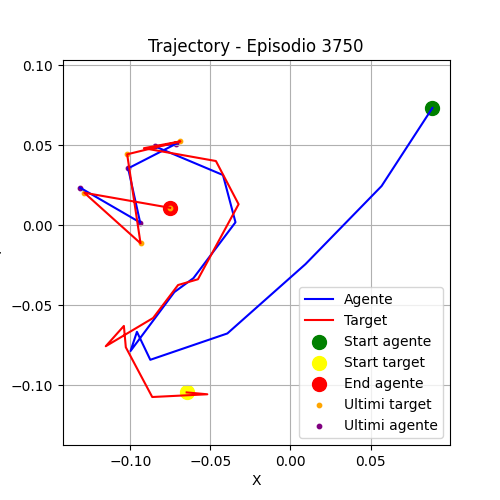 Trajectory - Episodio 3750
0.10
0.05
0.00
−0.05
−0.10
−0.10
−0.05
0.00
0.05
X
Agente
Target
Start agente
Start target
End agente
Ultimi target
Ultimi agente